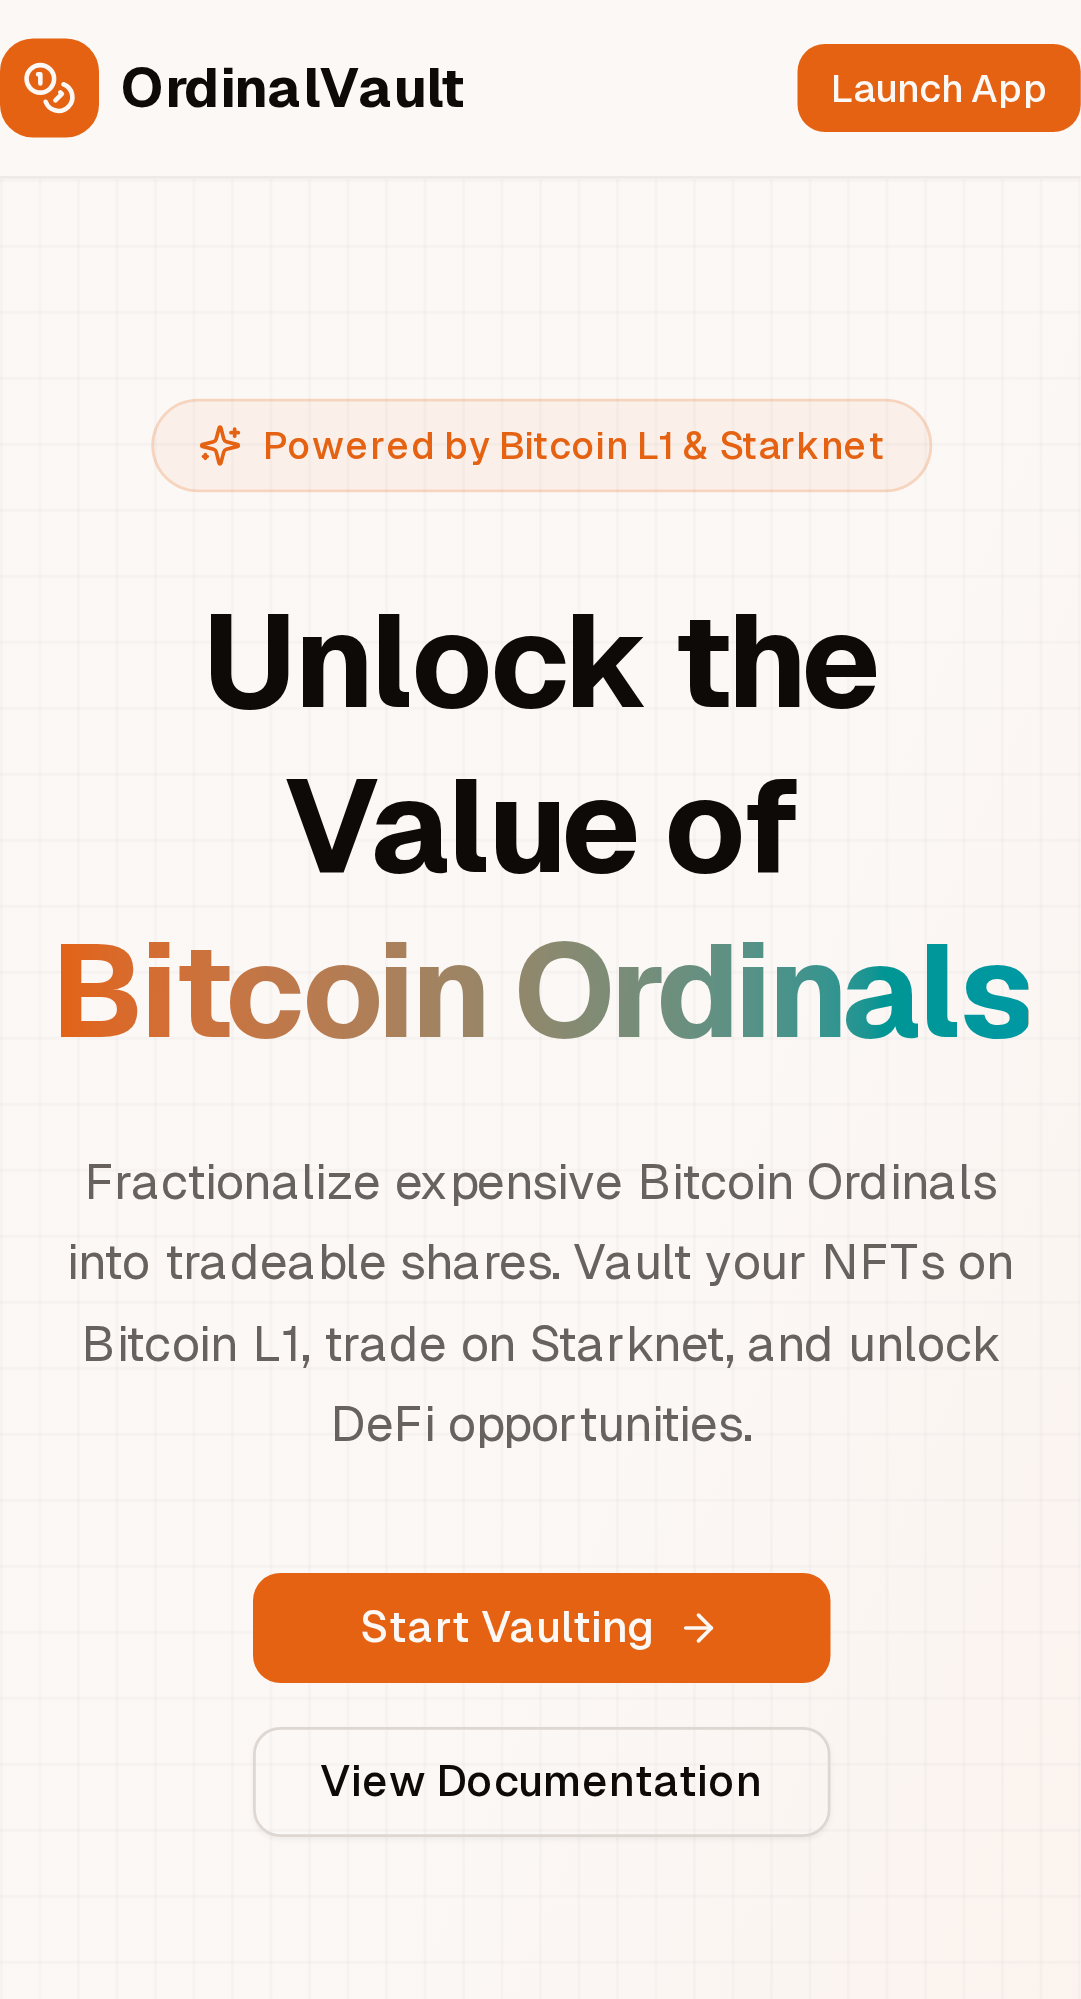 OrdinalVault
Launch App
Powered by Bitcoin L1 & Starknet
Unlock the
Value of
Bitcoin Ordinals
Fractionalize expensive Bitcoin Ordinals
into tradeable shares. Vault your NFTs on
Bitcoin L1, trade on Starknet, and unlock
DeFi opportunities.
Start Vaulting →
View Documentation